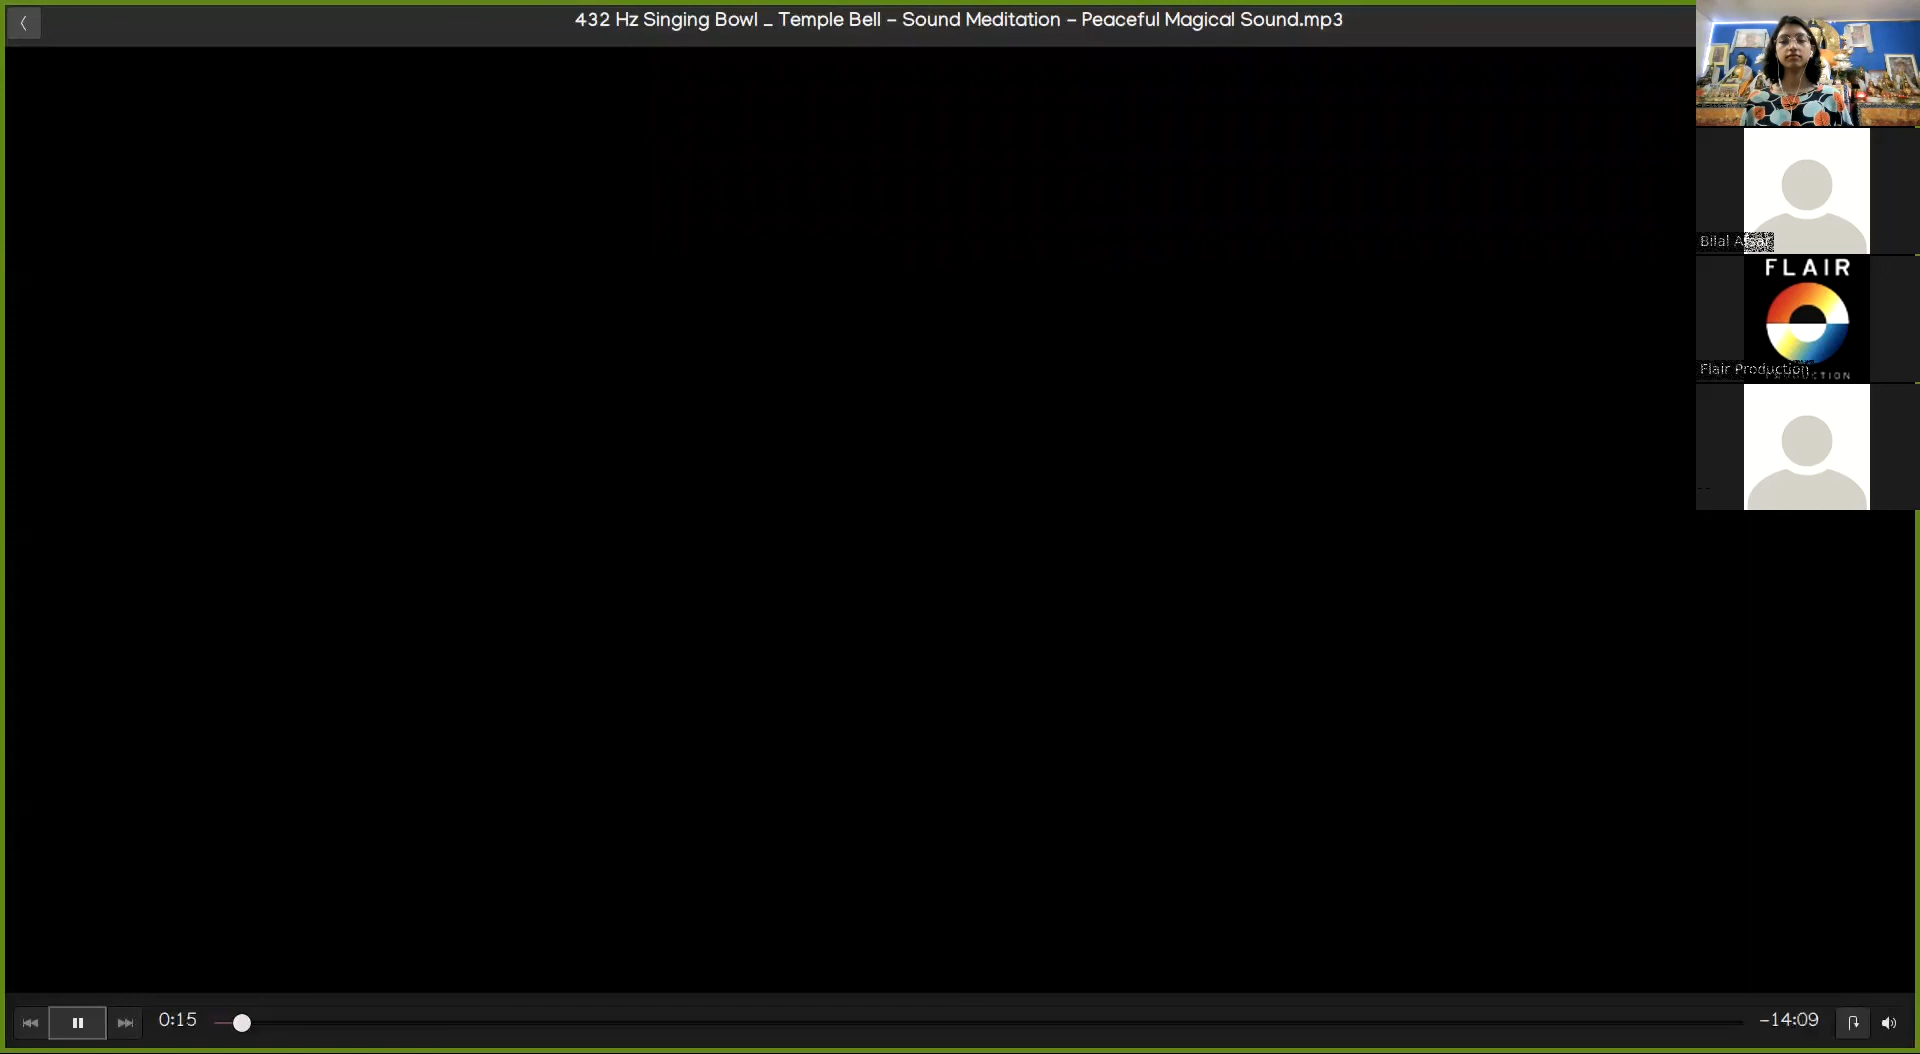 432 Hz Singing Bowl _ Temple Bell – Sound Meditation – Peaceful Magical Sound.mp3
Bilal
FLAIR
Flair Production
PRODUCTION
0:15
-14:09